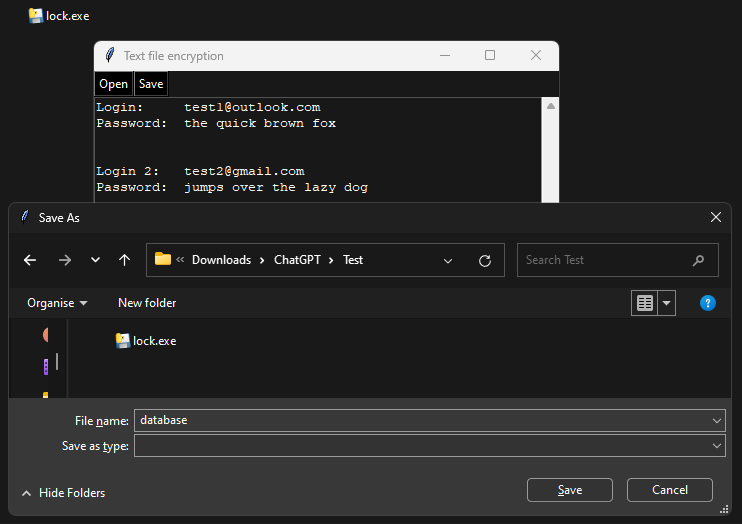 lock.exe
Text file encryption
Open Save
Login: test1@outlook.com
Password: the quick brown fox
Login 2: test2@gmail.com
Password: jumps over the lazy dog
Save As
« Downloads > ChatGPT > Test
Search Test
Organise New folder
lock.exe
File name: database
Save as type:
Hide Folders Save Cancel